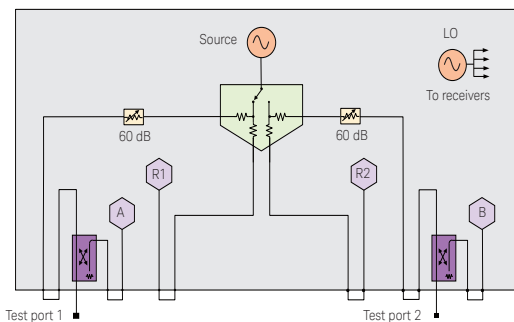 Source
LO
To receivers
60 dB
60 dB
R1
R2
A
B
Test port 1
Test port 2